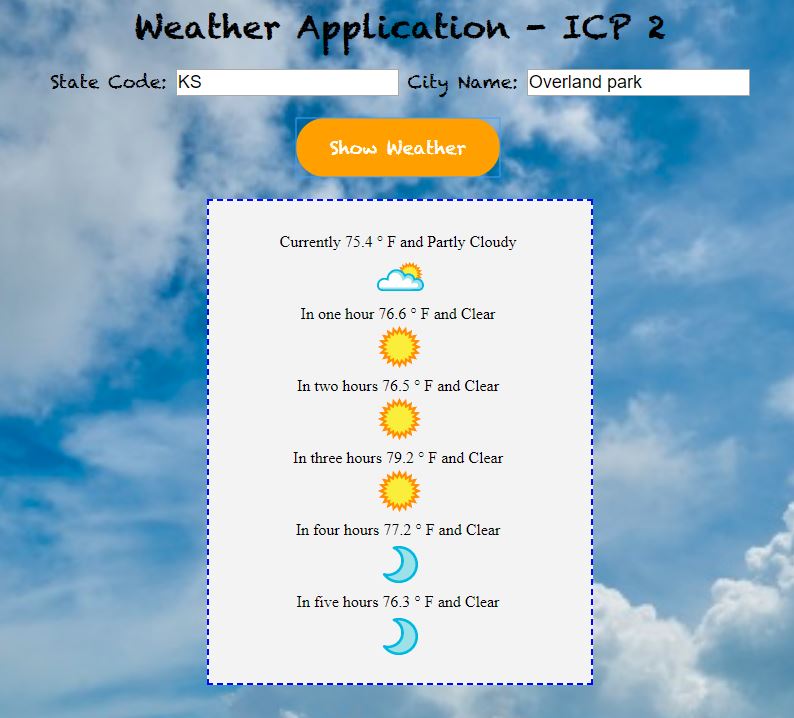 Weather Application - ICP 2
State Code: KS City Name: Overland park
Show Weather
Currently 75.4 ° F and Partly Cloudy
In one hour 76.6 ° F and Clear
In two hours 76.5 ° F and Clear
In three hours 79.2 ° F and Clear
In four hours 77.2 ° F and Clear
In five hours 76.3 ° F and Clear